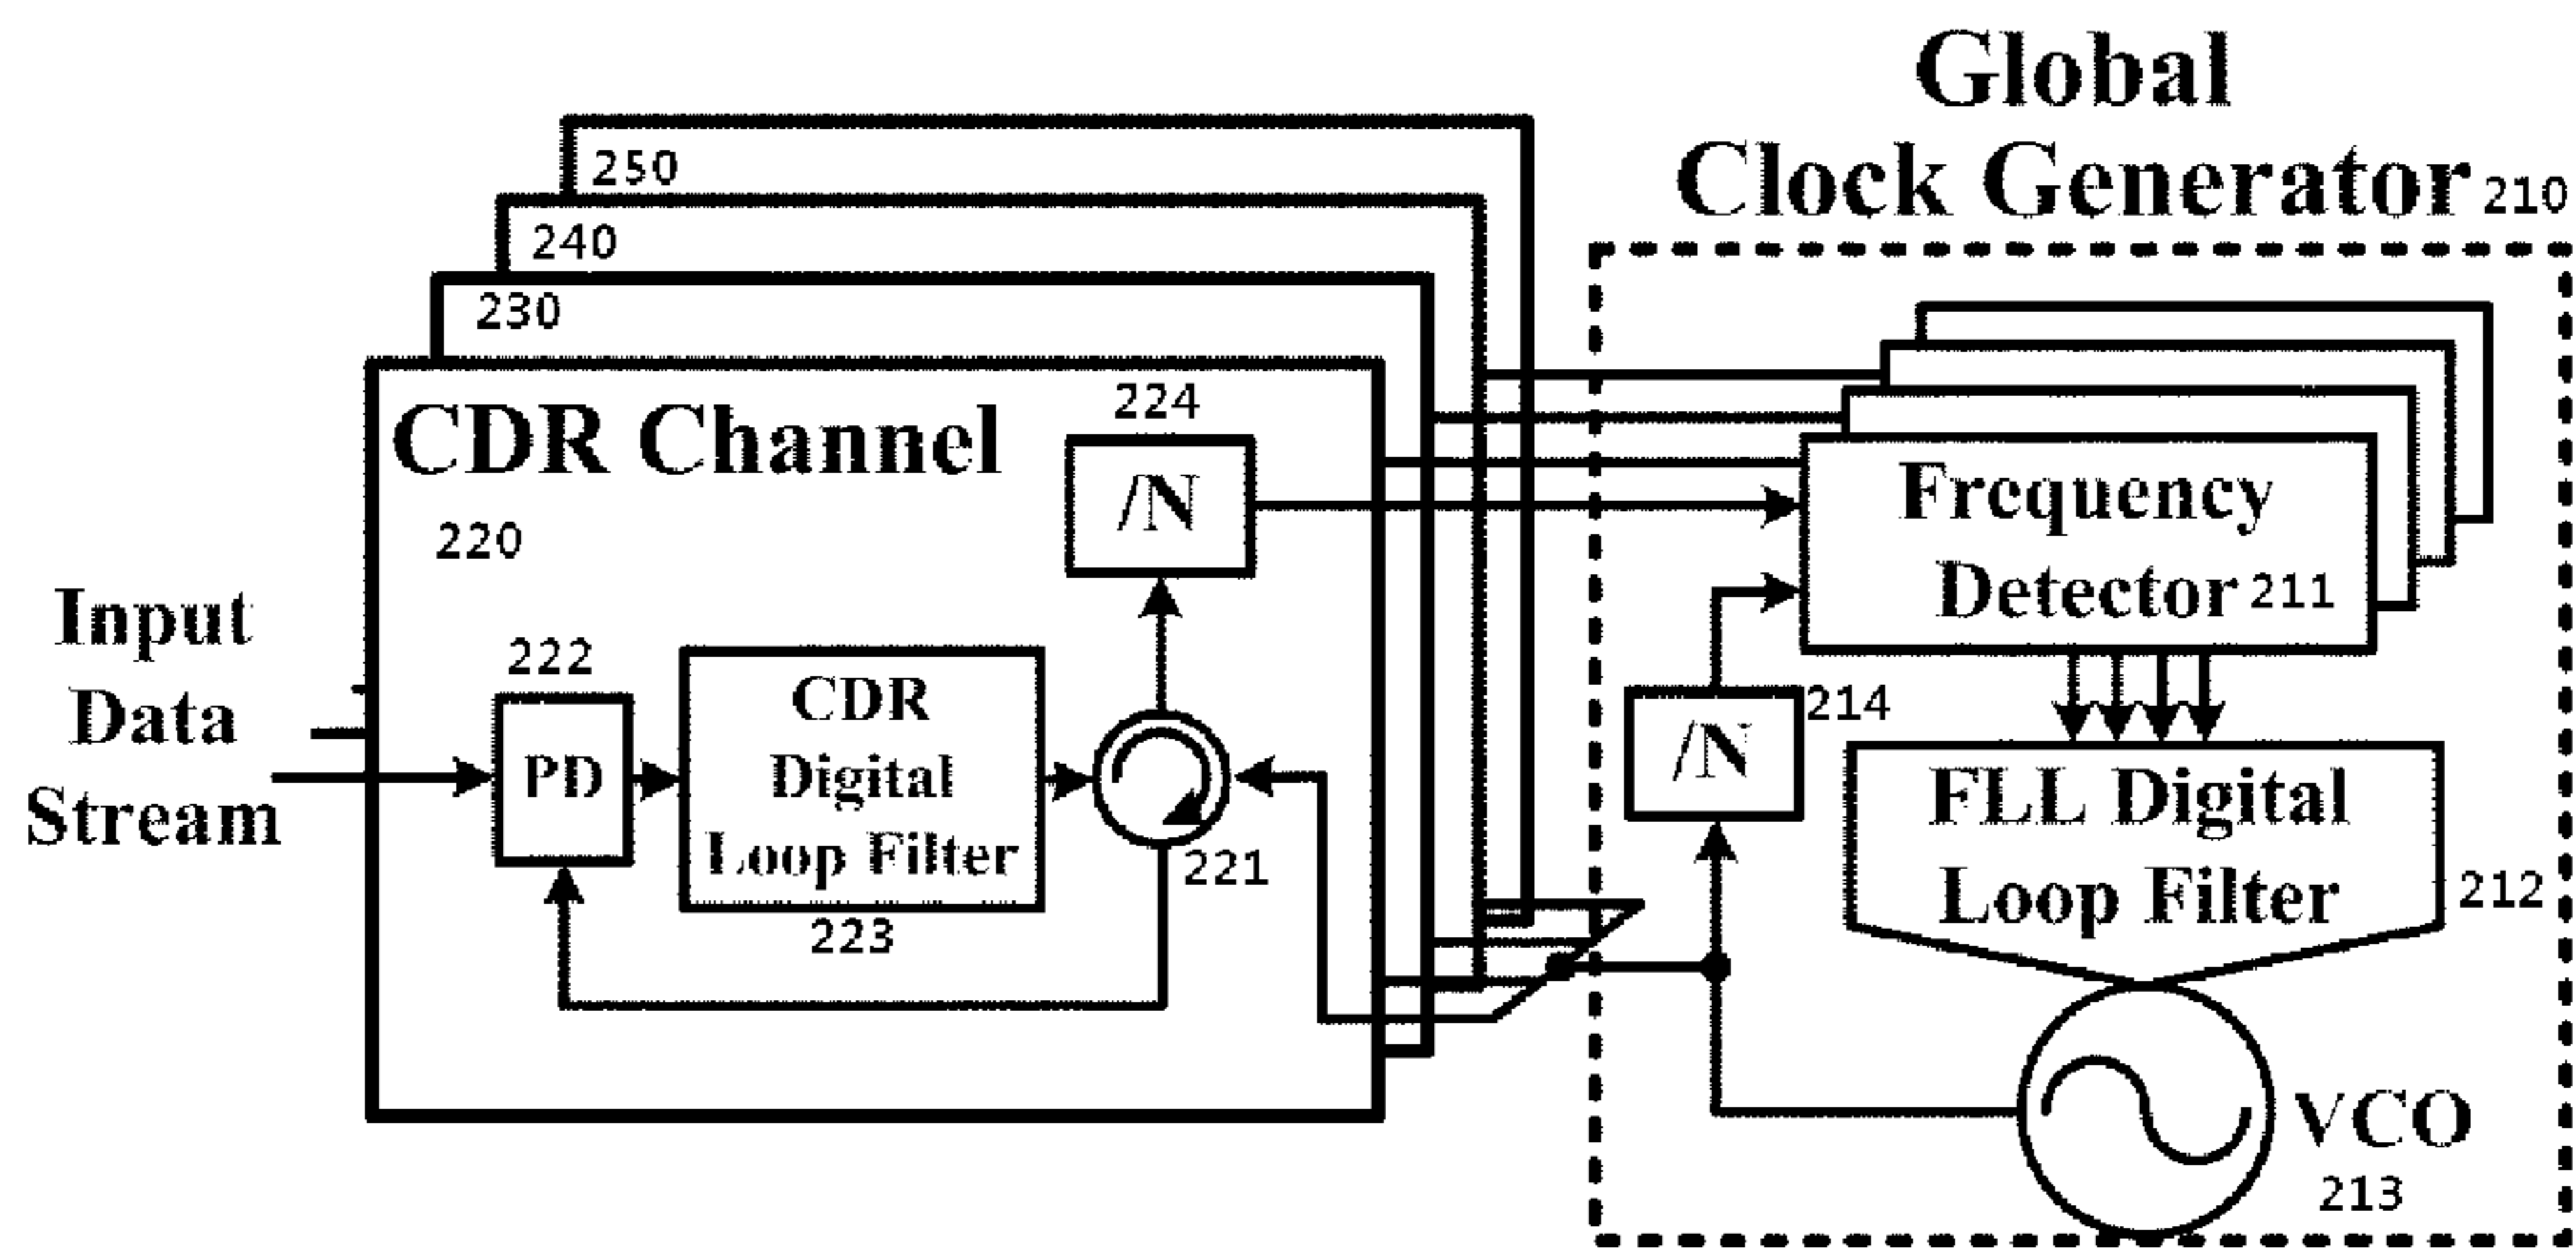 Global
Clock Generator 210
250
240
230
CDR Channel
220
224
/N
Frequency
Detector 211
Input
Data
Stream
222
PD
CDR
Digital
Loop Filter
223
221
/N
214
FLL Digital
Loop Filter
212
VCO
213